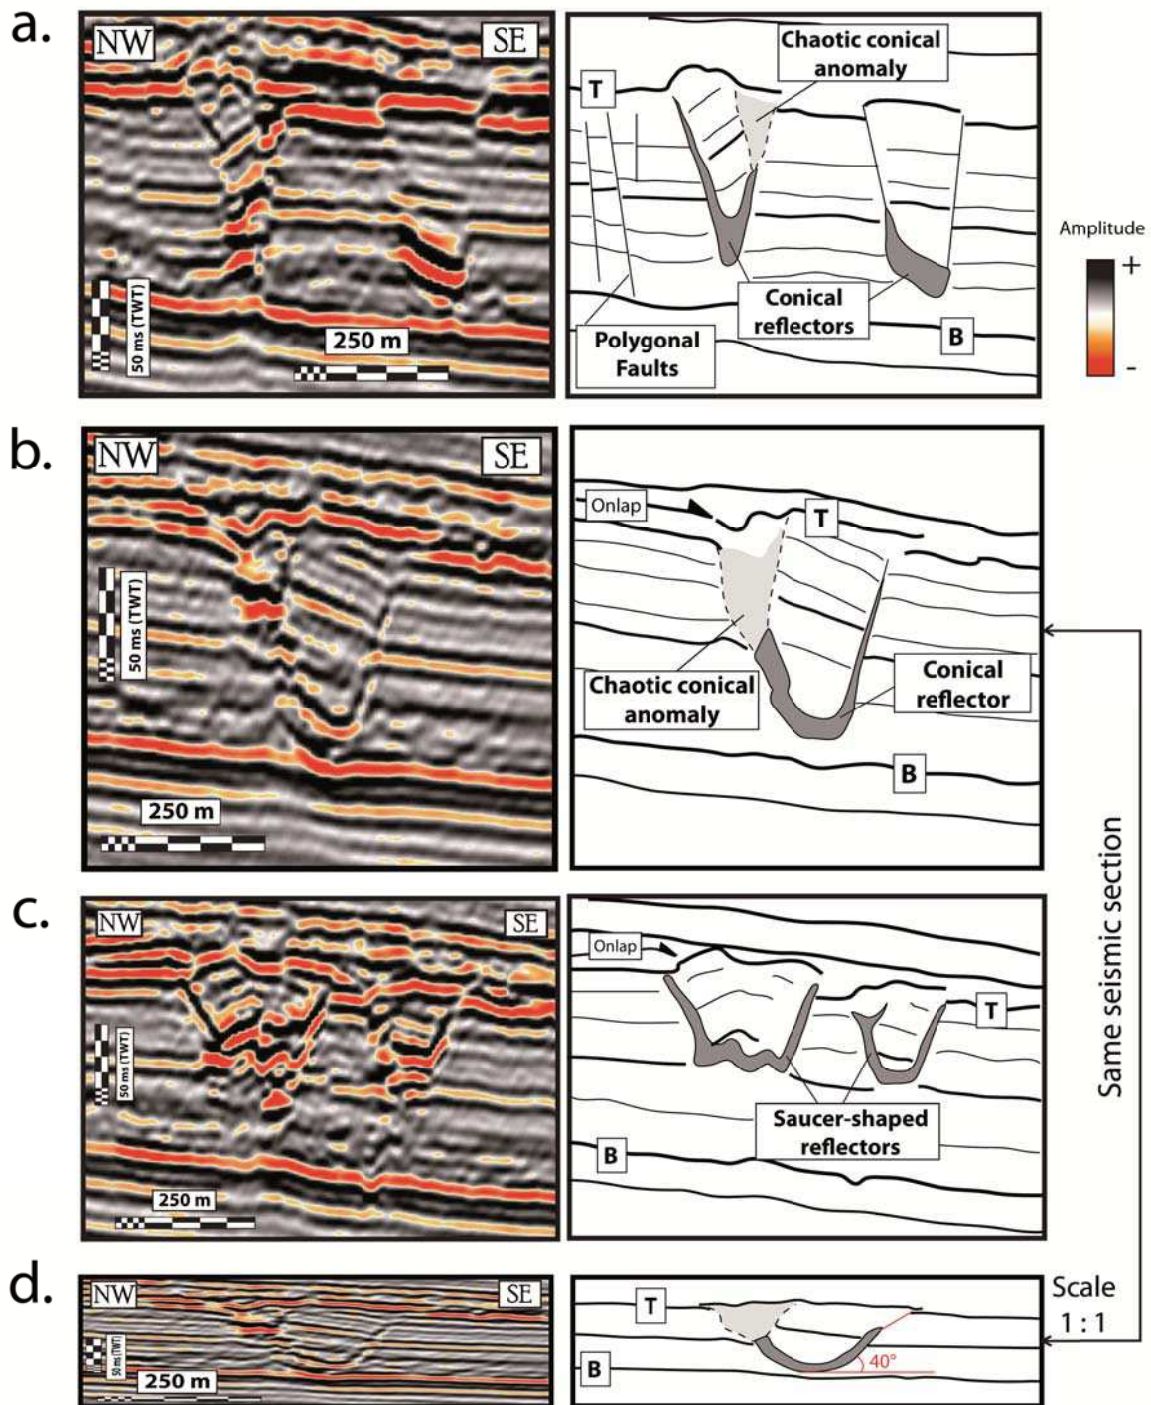 a.
NW
SE
50 ms (TWT)
250 m
T
Chaotic conical
anomaly
Conical
reflectors
Polygonal
Faults
B
Amplitude
+
-
b.
NW
SE
50 ms (TWT)
250 m
Onlap
T
Chaotic conical
anomaly
Conical
reflector
B
Same seismic section
c.
NW
SE
50 ms (TWT)
250 m
Onlap
T
Saucer-shaped
reflectors
B
d.
NW
SE
50 ms (TWT)
250 m
T
B
40°
Scale
1 : 1